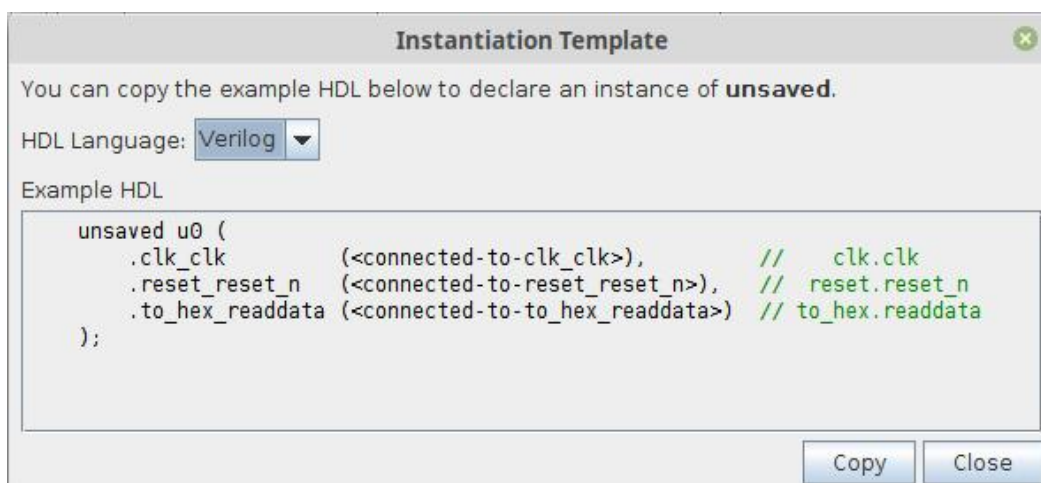 Instantiation Template
You can copy the example HDL below to declare an instance of unsaved.
HDL Language: Verilog
Example HDL
unsaved u0 (
.clk_clk (<connected-to-clk_clk>), // clk.clk
.reset_reset_n (<connected-to-reset_reset_n>), // reset.reset_n
.to_hex_readdata (<connected-to-to_hex_readdata>) // to_hex.readdata
);
Copy Close